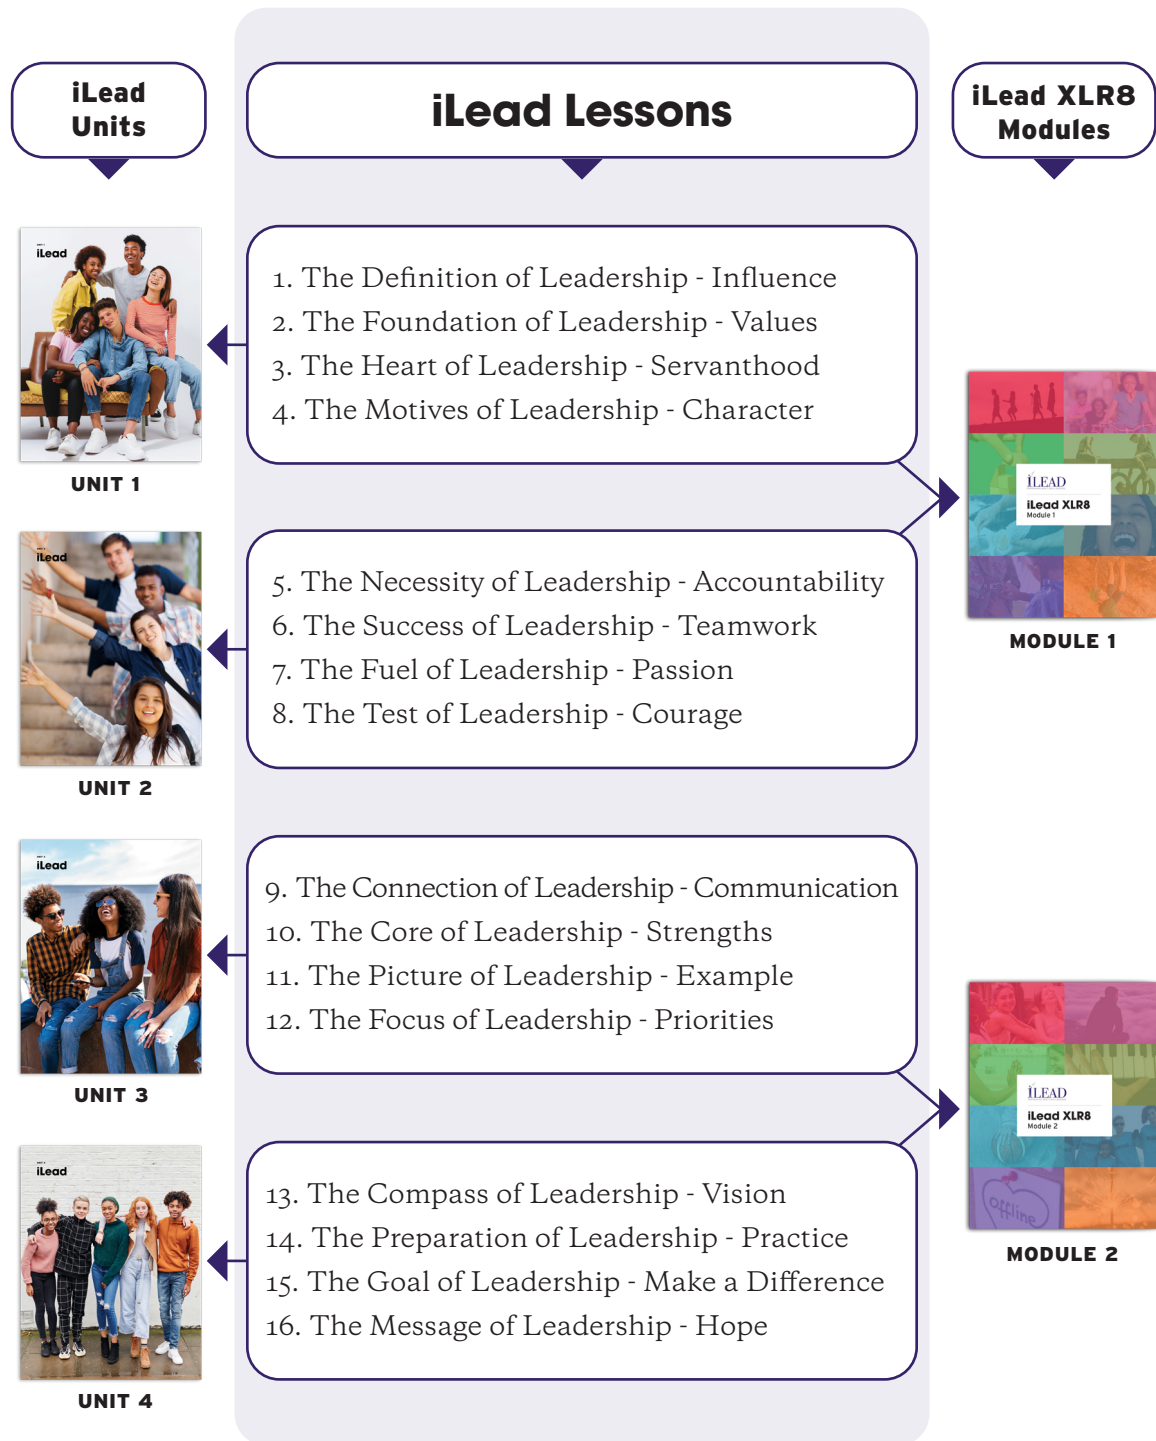 iLead
Units
iLead Lessons
iLead XLR8
Modules
iLead
UNIT 1
1. The Definition of Leadership - Influence
2. The Foundation of Leadership - Values
3. The Heart of Leadership - Servanthood
4. The Motives of Leadership - Character
iLEAD
iLead XLR8
Module 1
MODULE 1
iLead
UNIT 2
5. The Necessity of Leadership - Accountability
6. The Success of Leadership - Teamwork
7. The Fuel of Leadership - Passion
8. The Test of Leadership - Courage
iLead
UNIT 3
9. The Connection of Leadership - Communication
10. The Core of Leadership - Strengths
11. The Picture of Leadership - Example
12. The Focus of Leadership - Priorities
iLEAD
iLead XLR8
Module 2
offline
MODULE 2
iLead
UNIT 4
13. The Compass of Leadership - Vision
14. The Preparation of Leadership - Practice
15. The Goal of Leadership - Make a Difference
16. The Message of Leadership - Hope